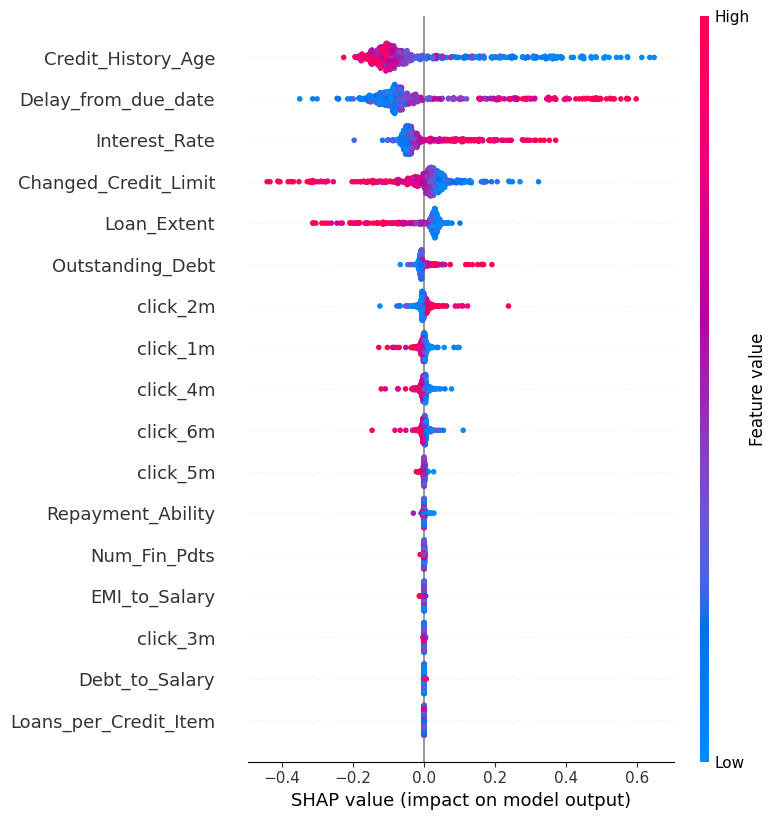 High
Credit_History_Age
Delay_from_due_date
Interest_Rate
Changed_Credit_Limit
Loan_Extent
Outstanding_Debt
click_2m
click_1m
click_4m
click_6m
click_5m
Repayment_Ability
Num_Fin_Pdts
EMI_to_Salary
click_3m
Debt_to_Salary
Loans_per_Credit_Item
Feature value
Low
−0.4 −0.2 0.0 0.2 0.4 0.6
SHAP value (impact on model output)